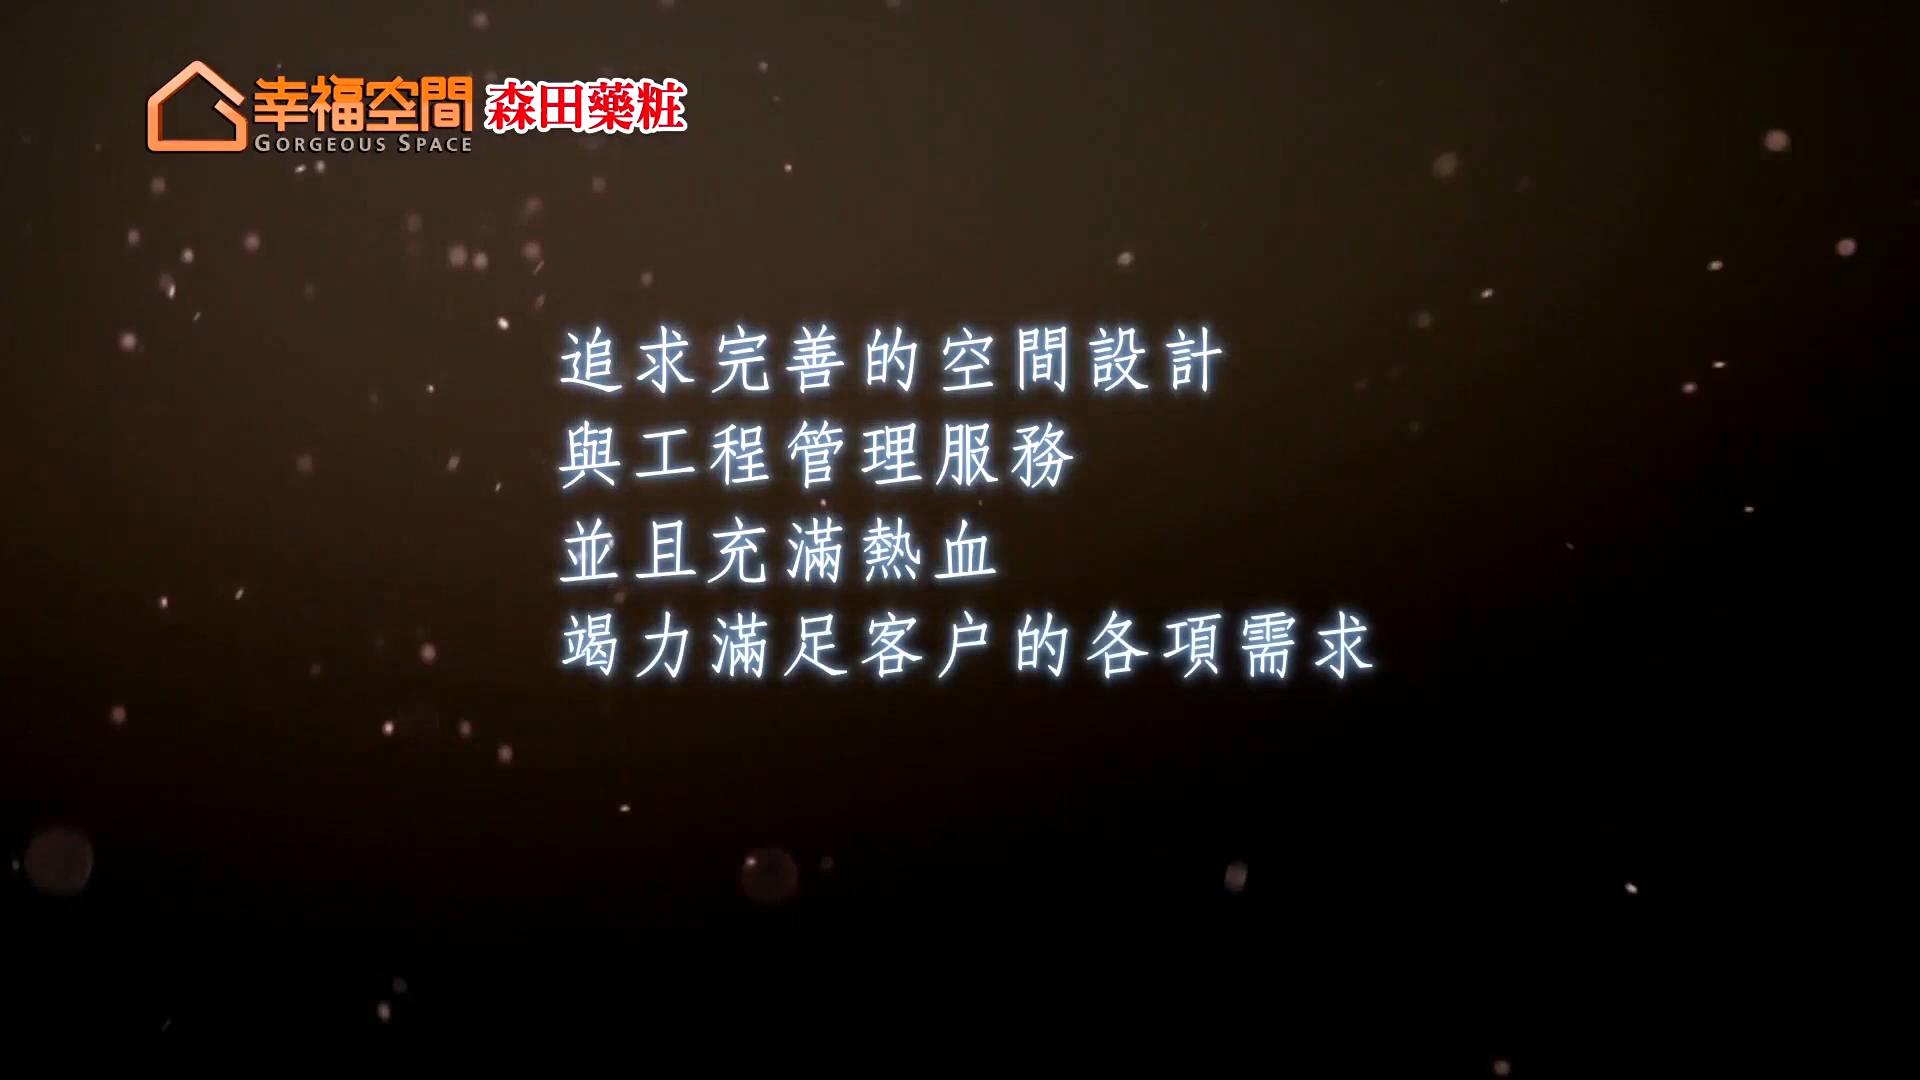 幸福空間 森田藥粧
GORGEOUS SPACE
追求完善的空間設計
與工程管理服務
並且充滿熱血
竭力滿足客户的各項需求